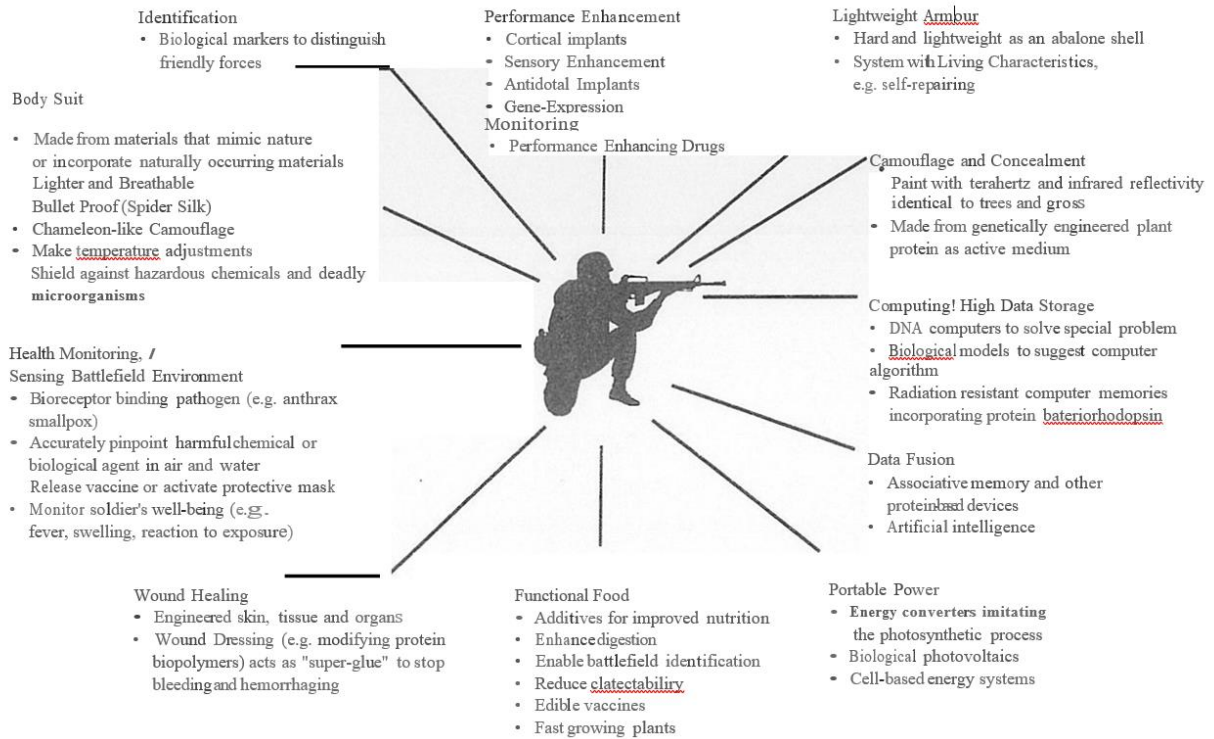 Identification
• Biological markers to distinguish
friendly forces
Performance Enhancement
• Cortical implants
• Sensory Enhancement
• Antidotal Implants
• Gene-Expression
Monitoring
• Performance Enhancing Drugs
Lightweight Armour
• Hard and lightweight as an abalone shell
• System with Living Characteristics,
e.g. self-repairing
Body Suit
• Made from materials that mimic nature
or incorporate naturally occurring materials
Lighter and Breathable
Bullet Proof (Spider Silk)
• Chameleon-like Camouflage
• Make temperature adjustments
Shield against hazardous chemicals and deadly
microorganisms
Camouflage and Concealment
• Paint with terahertz and infrared reflectivity
identical to trees and gross
• Made from genetically engineered plant
protein as active medium
Computing! High Data Storage
• DNA computers to solve special problem
• Biological models to suggest computer
algorithm
• Radiation resistant computer memories
incorporating protein bateriorhodopsin
Health Monitoring, /
Sensing Battlefield Environment
• Bioreceptor binding pathogen (e.g. anthrax
smallpox)
• Accurately pinpoint harmful chemical or
biological agent in air and water
Release vaccine or activate protective mask
• Monitor soldier's well-being (e.g.
fever, swelling, reaction to exposure)
Data Fusion
• Associative memory and other
protein-based devices
• Artificial intelligence
Wound Healing
• Engineered skin, tissue and organs
• Wound Dressing (e.g. modifying protein
biopolymers) acts as "super-glue" to stop
bleeding and hemorrhaging
Functional Food
• Additives for improved nutrition
• Enhance digestion
• Enable battlefield identification
• Reduce clatectabiliry
• Edible vaccines
• Fast growing plants
Portable Power
• Energy converters imitating
the photosynthetic process
• Biological photovoltaics
• Cell-based energy systems